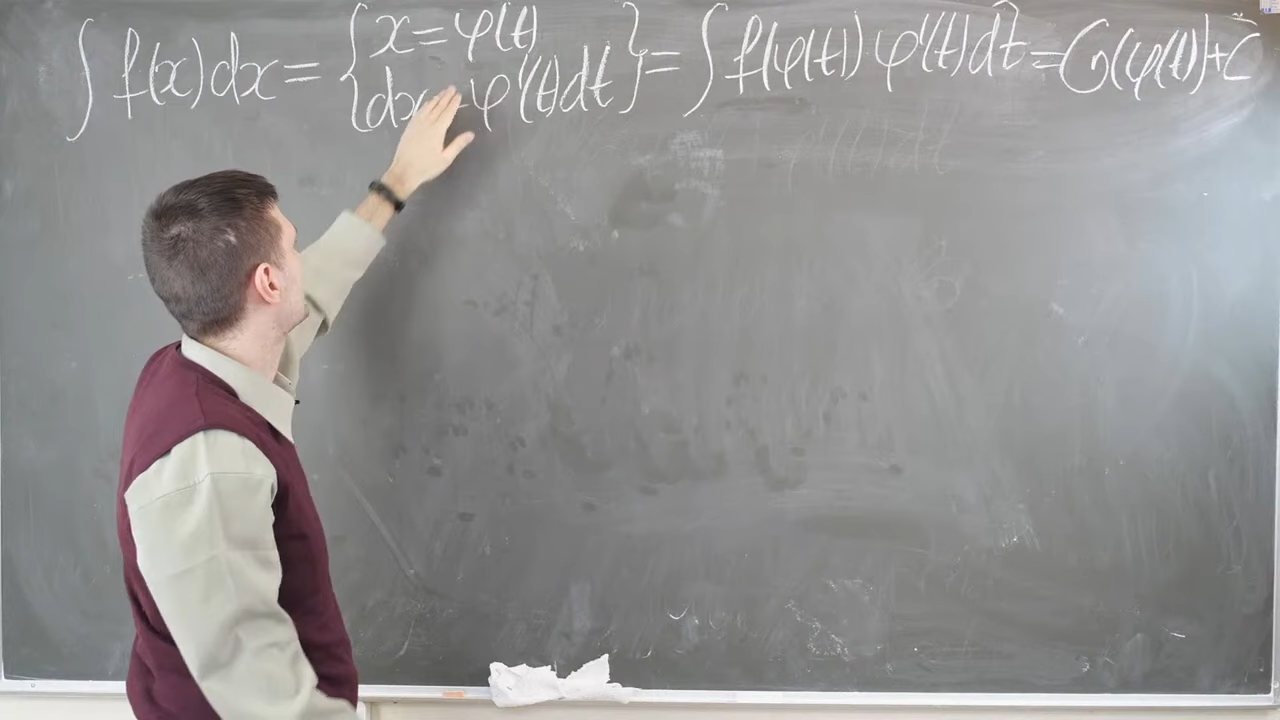 ∫ f(x)dx = { x = φ(t) dx = φ'(t)dt } = ∫ f(φ(t)) φ'(t)dt = G(φ(t)) + C